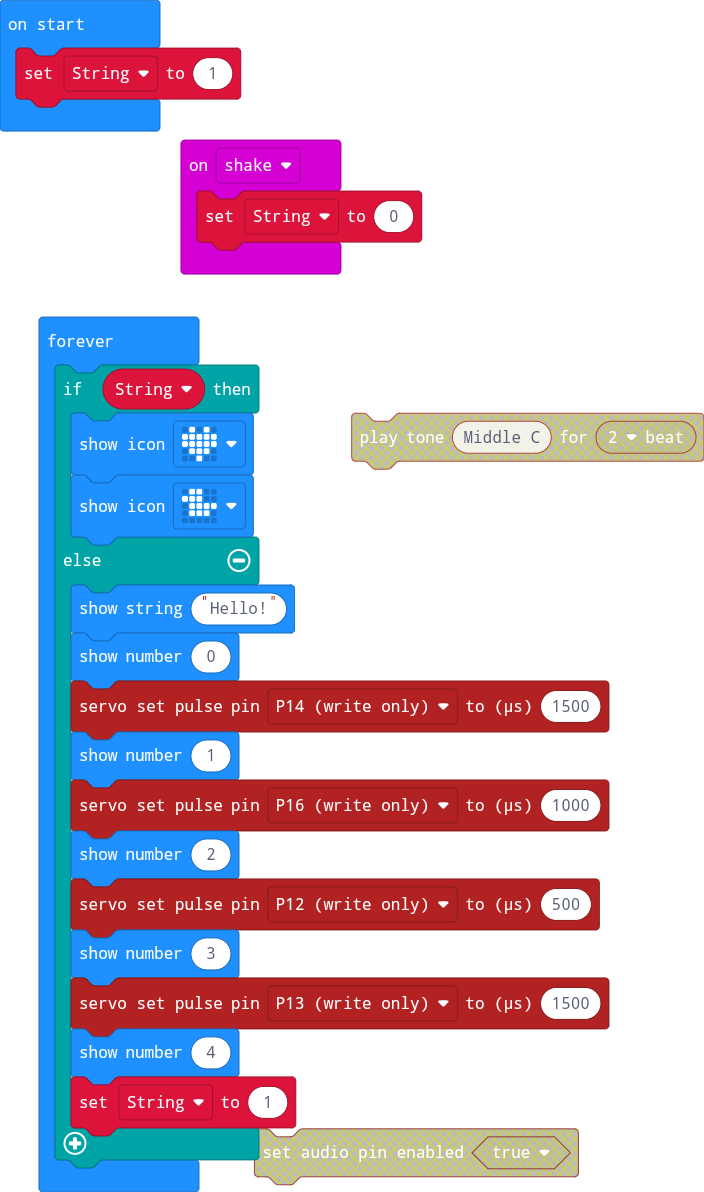 on start
set String to 1
on shake
set String to 0
forever
if String then
show icon
play tone Middle C for 2 beat
show icon
else
show string "Hello!"
show number 0
servo set pulse pin P14 (write only) to (µs) 1500
show number 1
servo set pulse pin P16 (write only) to (µs) 1000
show number 2
servo set pulse pin P12 (write only) to (µs) 500
show number 3
servo set pulse pin P13 (write only) to (µs) 1500
show number 4
set String to 1
set audio pin enabled true